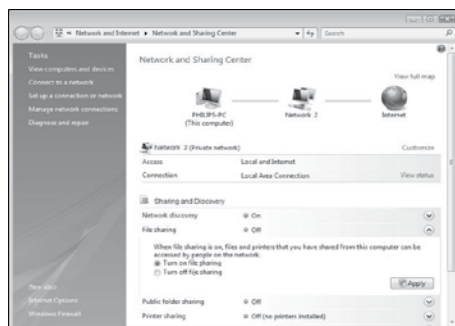 « Network and Internet ▸ Network and Sharing Center
Search
Tasks
View computers and devices
Connect to a network
Set up a connection or network
Manage network connections
Diagnose and repair
See also
Internet Options
Windows Firewall
Network and Sharing Center
View full map
PHILIPS-PC
(This computer)
Network 2
Internet
Network 2 (Private network)
Customize
Access Local and Internet
Connection Local Area Connection View status
Sharing and Discovery
Network discovery On
File sharing Off
When file sharing is on, files and printers that you have shared from this computer can be
accessed by people on the network.
Turn on file sharing
Turn off file sharing
Apply
Public folder sharing Off
Printer sharing Off (no printers installed)